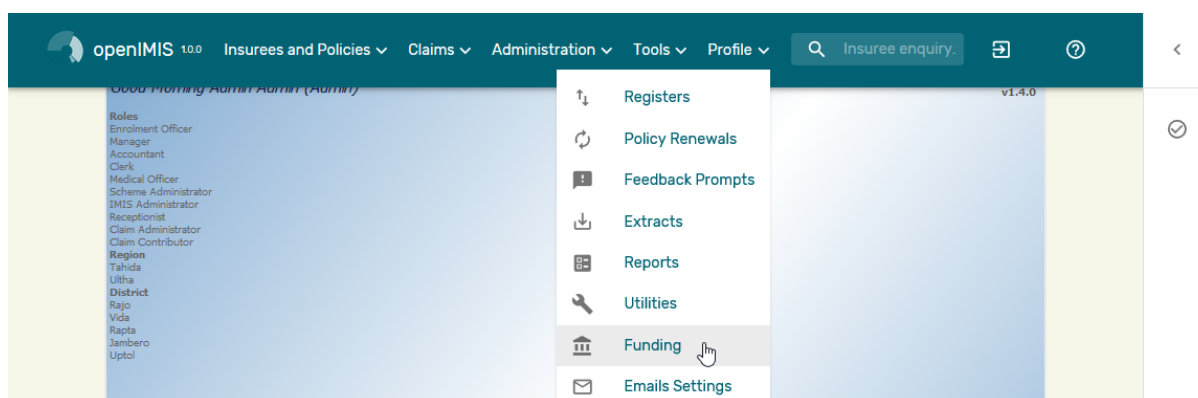 openIMIS 1.0.0 Insurees and Policies Claims Administration Tools Profile Insuree enquiry.
Good Morning Admin Admin (Admin)
v1.4.0
Roles
Enrolment Officer
Manager
Accountant
Clerk
Medical Officer
Scheme Administrator
IMIS Administrator
Receptionist
Claim Administrator
Claim Contributor
Region
Tahida
Ultha
District
Rajo
Vida
Rapta
Jambero
Uptol
Registers
Policy Renewals
Feedback Prompts
Extracts
Reports
Utilities
Funding
Emails Settings